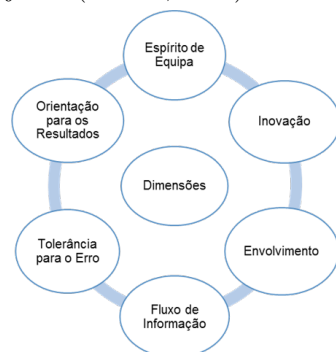 Espírito de
Equipa
Orientação
para os
Resultados
Inovação
Dimensões
Tolerância
para o Erro
Envolvimento
Fluxo de
Informação